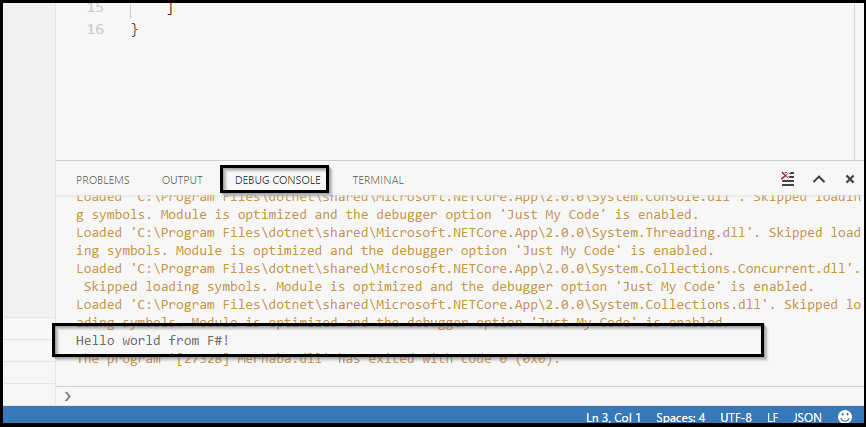 15 ]
16 }
PROBLEMS OUTPUT DEBUG CONSOLE TERMINAL
Loaded 'C:\Program Files\dotnet\shared\Microsoft.NETCore.App\2.0.0\System.Console.dll'. Skipped loadin
g symbols. Module is optimized and the debugger option 'Just My Code' is enabled.
Loaded 'C:\Program Files\dotnet\shared\Microsoft.NETCore.App\2.0.0\System.Threading.dll'. Skipped load
ing symbols. Module is optimized and the debugger option 'Just My Code' is enabled.
Loaded 'C:\Program Files\dotnet\shared\Microsoft.NETCore.App\2.0.0\System.Collections.Concurrent.dll'.
Skipped loading symbols. Module is optimized and the debugger option 'Just My Code' is enabled.
Loaded 'C:\Program Files\dotnet\shared\Microsoft.NETCore.App\2.0.0\System.Collections.dll'. Skipped lo
ading symbols. Module is optimized and the debugger option 'Just My Code' is enabled.
Hello world from F#!
The program '[27328] Merhaba.dll' has exited with code 0 (0x0).
>
Ln 3, Col 1 Spaces: 4 UTF-8 LF JSON